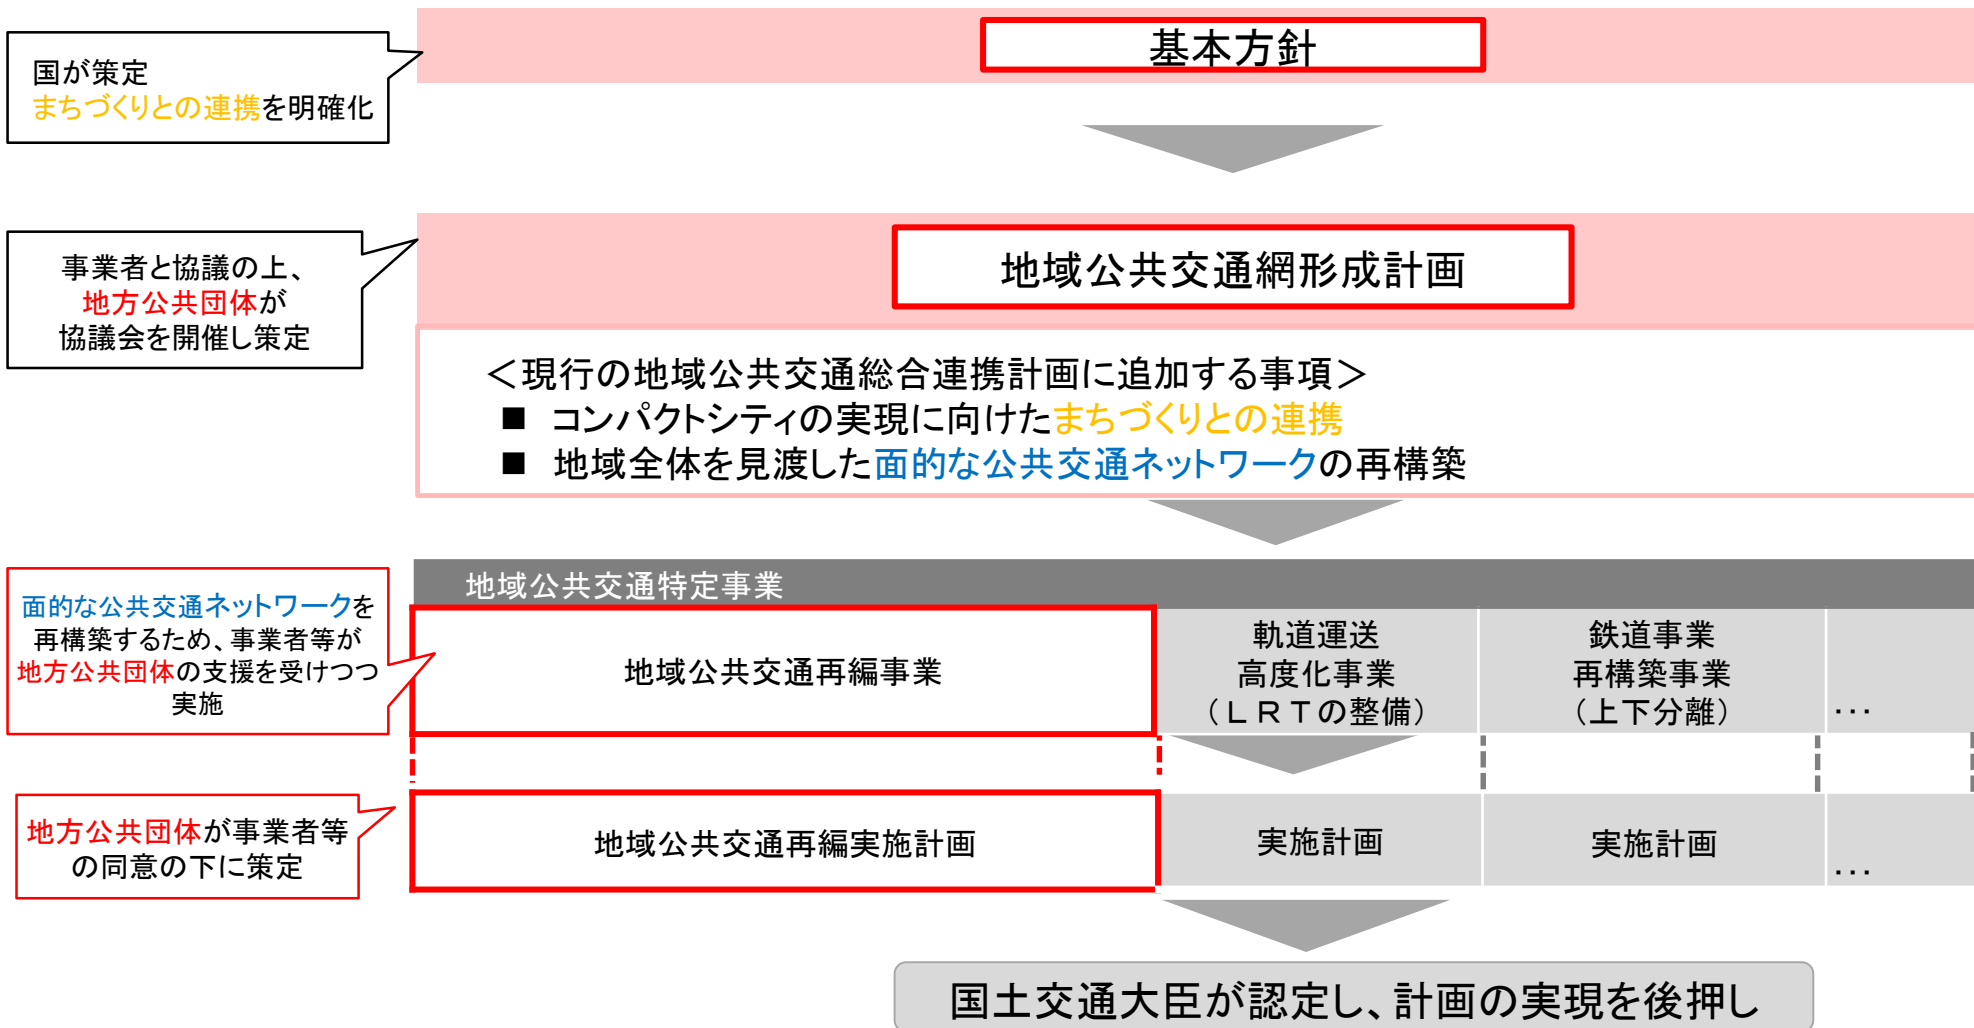 基本方針
国が策定
まちづくりとの連携を明確化
地域公共交通網形成計画
事業者と協議の上、
地方公共団体が
協議会を開催し策定
＜現行の地域公共交通総合連携計画に追加する事項＞
■ コンパクトシティの実現に向けたまちづくりとの連携
■ 地域全体を見渡した面的な公共交通ネットワークの再構築
地域公共交通特定事業
面的な公共交通ネットワークを
再構築するため、事業者等が
地方公共団体の支援を受けつつ
実施
地域公共交通再編事業
軌道運送
高度化事業
（ＬＲＴの整備）
鉄道事業
再構築事業
（上下分離）
…
地方公共団体が事業者等
の同意の下に策定
地域公共交通再編実施計画
実施計画
実施計画
…
国土交通大臣が認定し、計画の実現を後押し